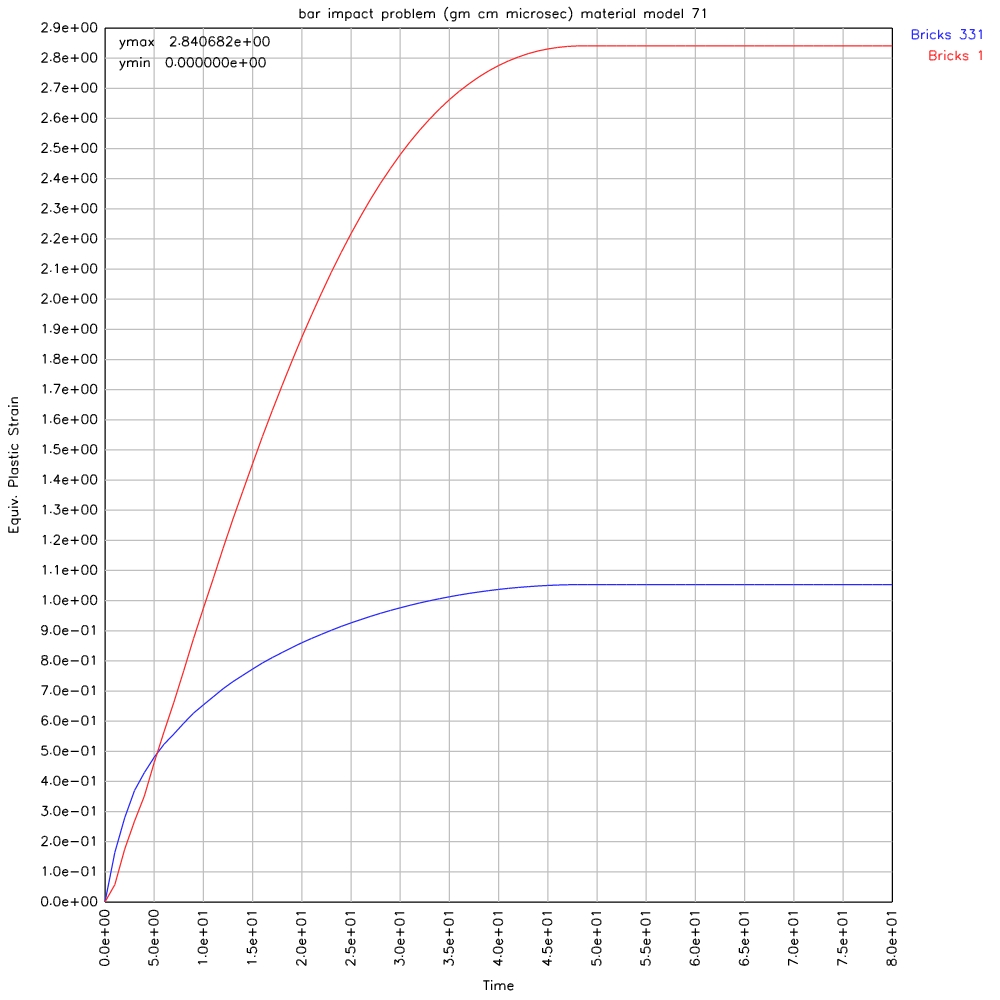 bar impact problem (gm cm microsec) material model 71
ymax 2.840682e+00
ymin 0.000000e+00
Bricks 331
Bricks 1
Equiv. Plastic Strain
2.9e+00
2.8e+00
2.7e+00
2.6e+00
2.5e+00
2.4e+00
2.3e+00
2.2e+00
2.1e+00
2.0e+00
1.9e+00
1.8e+00
1.7e+00
1.6e+00
1.5e+00
1.4e+00
1.3e+00
1.2e+00
1.1e+00
1.0e+00
9.0e-01
8.0e-01
7.0e-01
6.0e-01
5.0e-01
4.0e-01
3.0e-01
2.0e-01
1.0e-01
0.0e+00
0.0e+00
5.0e+00
1.0e+01
1.5e+01
2.0e+01
2.5e+01
3.0e+01
3.5e+01
4.0e+01
4.5e+01
5.0e+01
5.5e+01
6.0e+01
6.5e+01
7.0e+01
7.5e+01
8.0e+01
Time